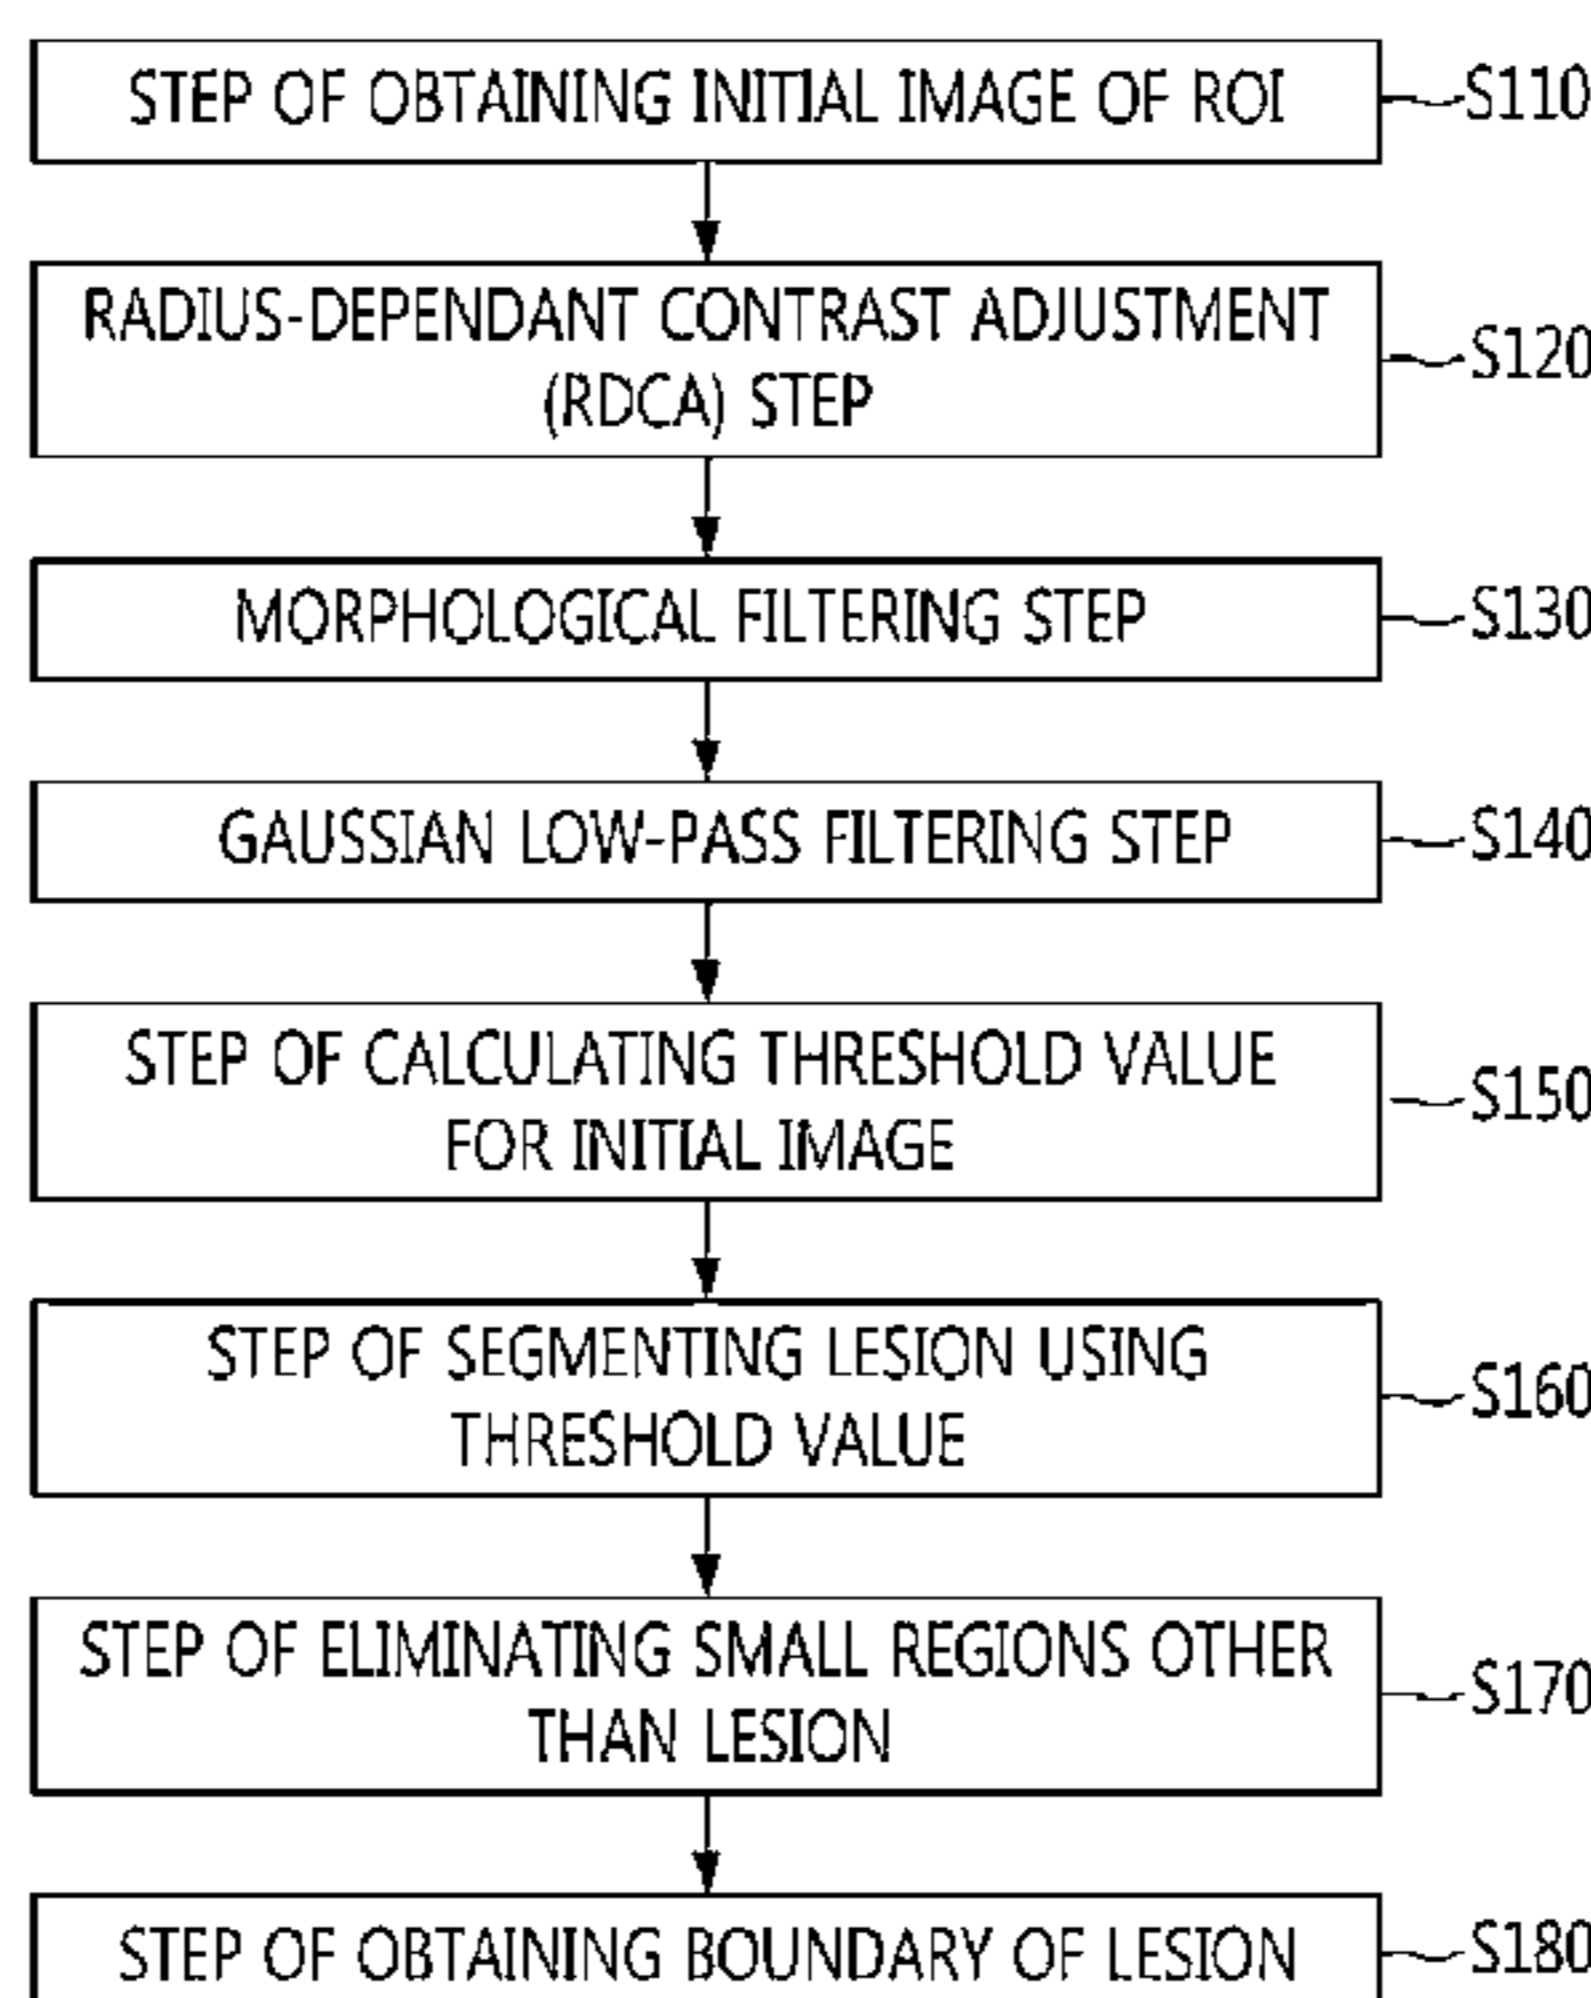 STEP OF OBTAINING INITIAL IMAGE OF ROI
S110
RADIUS-DEPENDANT CONTRAST ADJUSTMENT
(RDCA) STEP
S120
MORPHOLOGICAL FILTERING STEP
S130
GAUSSIAN LOW-PASS FILTERING STEP
S140
STEP OF CALCULATING THRESHOLD VALUE
FOR INITIAL IMAGE
S150
STEP OF SEGMENTING LESION USING
THRESHOLD VALUE
S160
STEP OF ELIMINATING SMALL REGIONS OTHER
THAN LESION
S170
STEP OF OBTAINING BOUNDARY OF LESION
S180